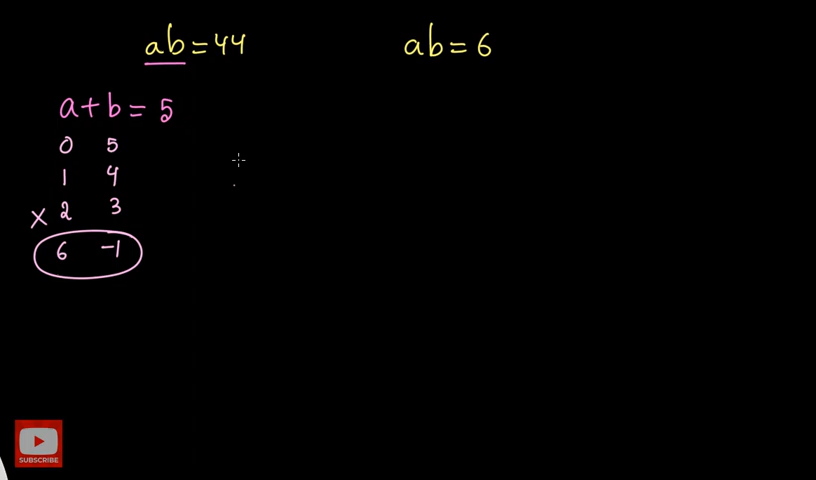 ab = 44
ab = 6
a + b = 5
0 5
1 4
x 2 3
6 -1
SUBSCRIBE